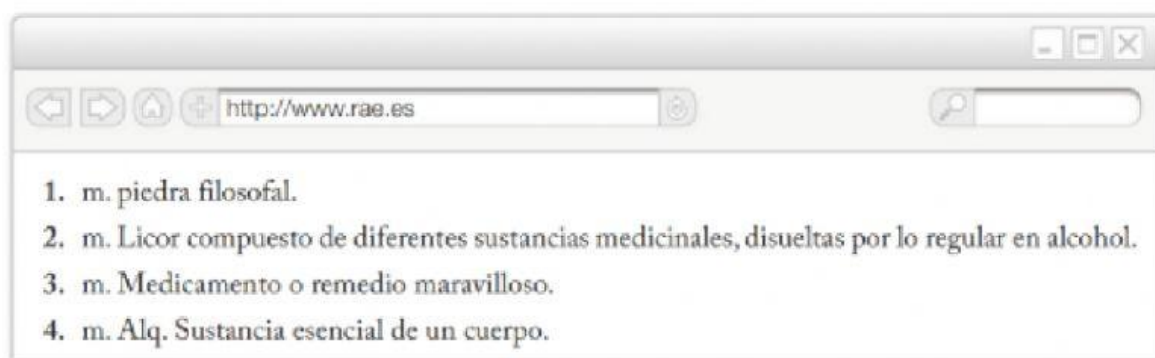 http://www.rae.es
1. m. piedra filosofal.
2. m. Licor compuesto de diferentes sustancias medicinales, disueltas por lo regular en alcohol.
3. m. Medicamento o remedio maravilloso.
4. m. Alq. Sustancia esencial de un cuerpo.